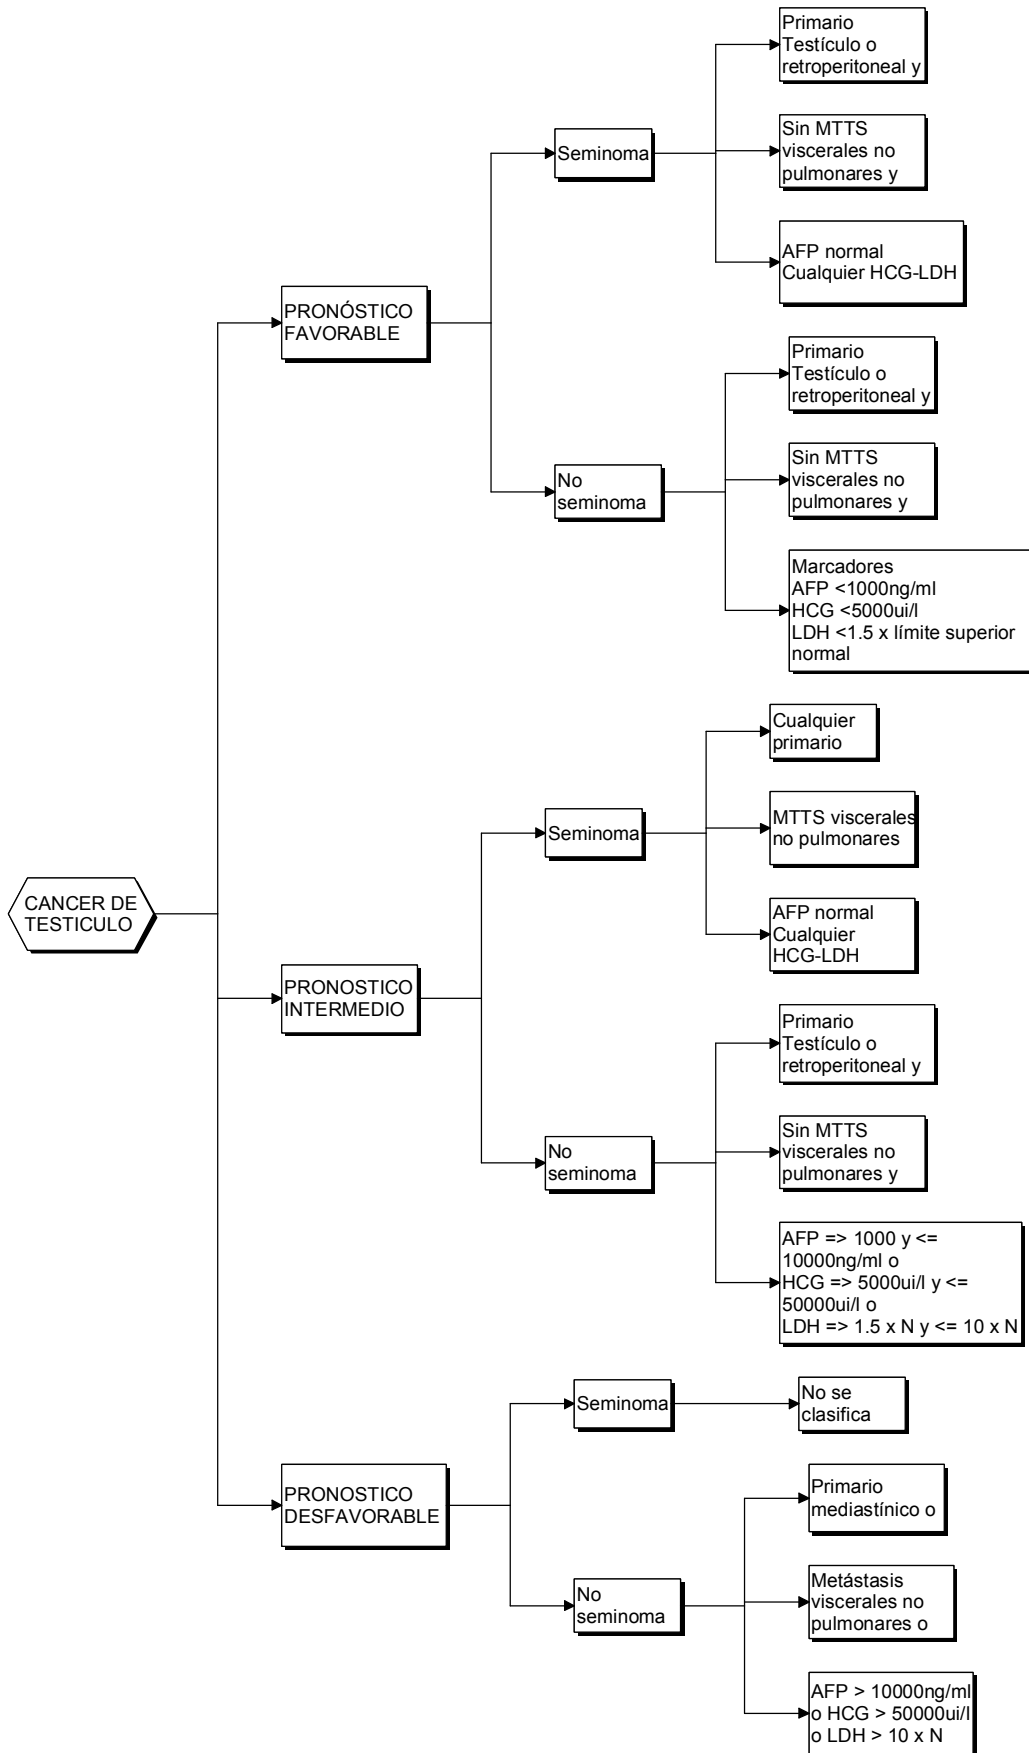 Primario
Testículo o
retroperitoneal y
Seminoma
Sin MTTS
viscerales no
pulmonares y
AFP normal
Cualquier HCG-LDH
PRONÓSTICO
FAVORABLE
Primario
Testículo o
retroperitoneal y
No
seminoma
Sin MTTS
viscerales no
pulmonares y
Marcadores
AFP <1000ng/ml
HCG <5000ui/l
LDH <1.5 x límite superior
normal
CANCER DE
TESTICULO
Cualquier
primario
Seminoma
MTTS viscerales
no pulmonares
AFP normal
Cualquier
HCG-LDH
PRONOSTICO
INTERMEDIO
Primario
Testículo o
retroperitoneal y
No
seminoma
Sin MTTS
viscerales no
pulmonares y
AFP => 1000 y <=
10000ng/ml o
HCG => 5000ui/l y <=
50000ui/l o
LDH => 1.5 x N y <= 10 x N
Seminoma
No se
clasifica
PRONOSTICO
DESFAVORABLE
Primario
mediastínico o
No
seminoma
Metástasis
viscerales no
pulmonares o
AFP > 10000ng/ml
o HCG > 50000ui/l
o LDH > 10 x N